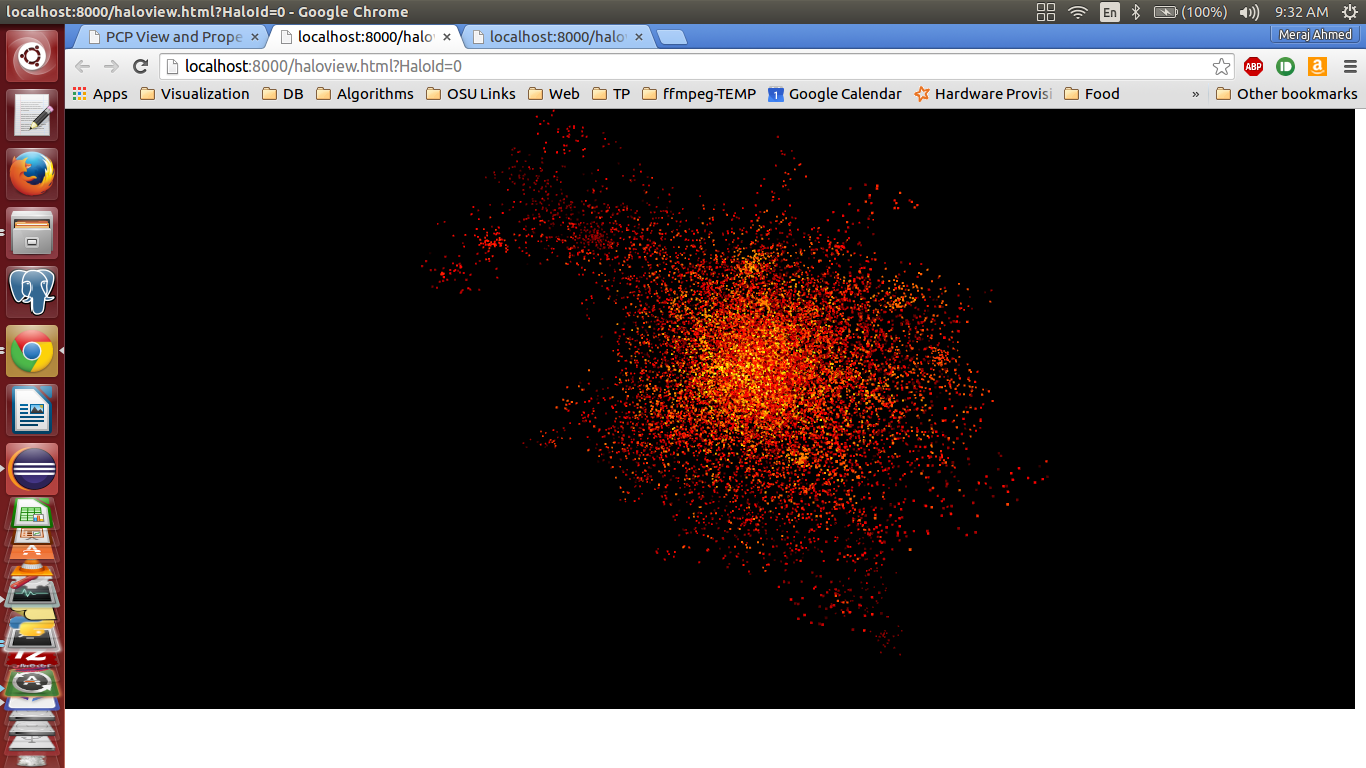 localhost:8000/haloview.html?HaloId=0 - Google Chrome
En
(100%)
9:32 AM
PCP View and Prope
localhost:8000/halo
localhost:8000/halo
Meraj Ahmed
localhost:8000/haloview.html?HaloId=0
ABP
a
Apps
Visualization
DB
Algorithms
OSU Links
Web
TP
ffmpeg-TEMP
1
Google Calendar
Hardware Provisi
Food
»
Other bookmarks